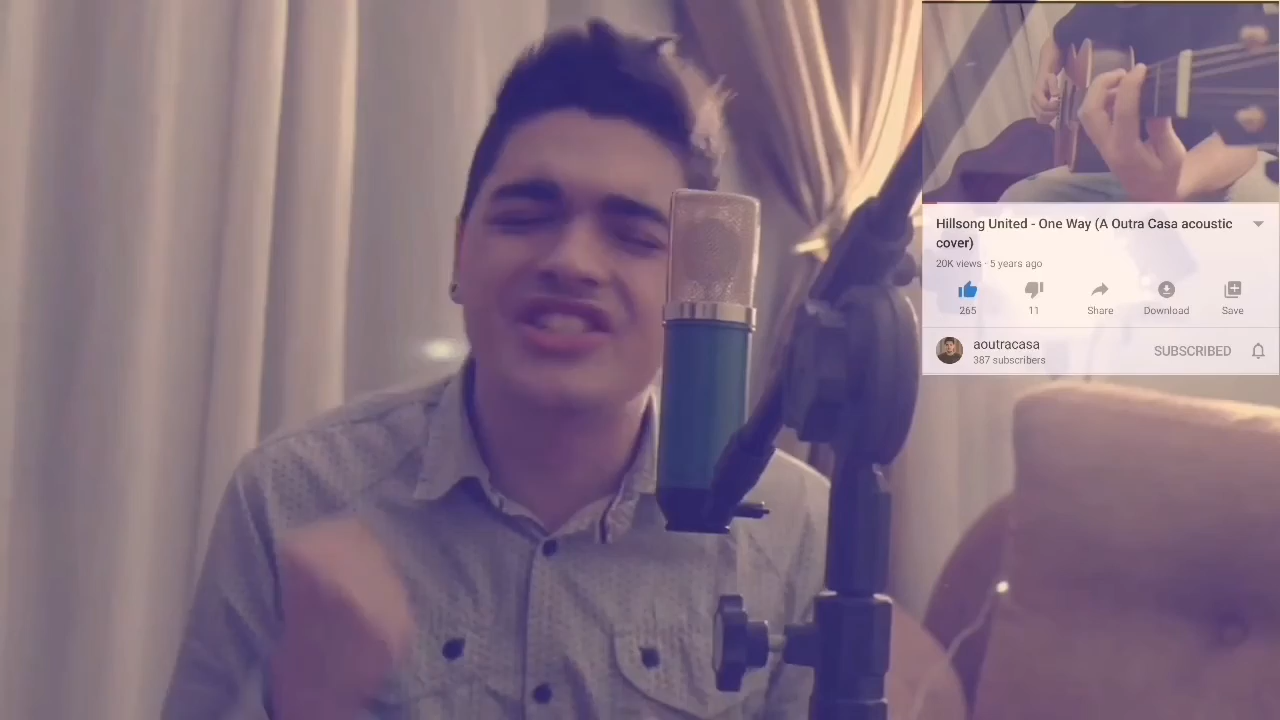 Hillsong United - One Way (A Outra Casa acoustic
cover)
20K views · 5 years ago
265
11
Share
Download
Save
aoutracasa
387 subscribers
SUBSCRIBED